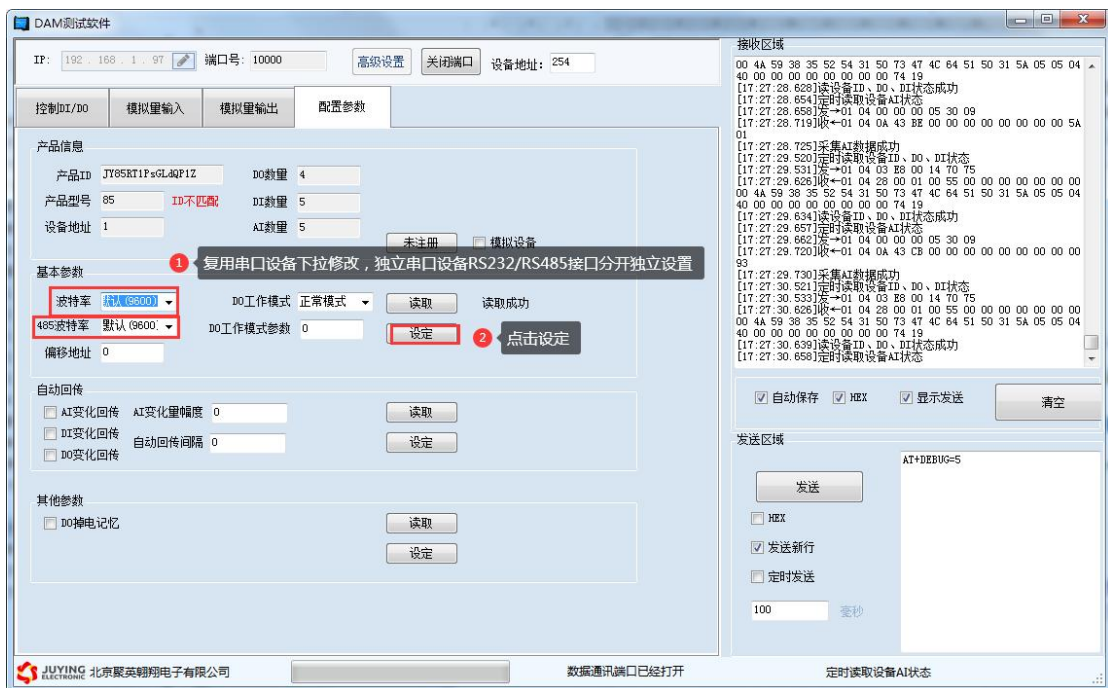 DAM测试软件
IP: 192 . 168 . 1 . 97 端口号: 10000 高级设置 关闭端口 设备地址: 254
控制DI/DO 模拟量输入 模拟量输出 配置参数
产品信息
产品ID JY85RT1PsGLdQP1Z DO数量 4
产品型号 85 ID不匹配 DI数量 5
设备地址 1 AI数量 5
未注册 模拟设备
1 复用串口设备下拉修改，独立串口设备RS232/RS485接口分开独立设置
基本参数
波特率 默认(9600) DO工作模式 正常模式 读取 读取成功
485波特率 默认(9600) DO工作模式参数 0 设定 2 点击设定
偏移地址 0
自动回传
AI变化回传 AI变化量幅度 0 读取
DI变化回传 自动回传间隔 0 设定
DO变化回传
其他参数
DO掉电记忆 读取
设定
接收区域
00 4A 59 38 35 52 54 31 50 73 47 4C 64 51 50 31 5A 05 05 04
40 00 00 00 00 00 00 00 00 74 19
[17:27:28.628]读设备ID、DO、DI状态成功
[17:27:28.654]定时读取设备AI状态
[17:27:28.658]发→01 04 00 00 00 05 30 09
[17:27:28.719]收←01 04 0A 43 BE 00 00 00 00 00 00 00 00 5A
01
[17:27:28.725]采集AI数据成功
[17:27:29.520]定时读取设备ID、DO、DI状态
[17:27:29.531]发→01 04 03 E8 00 14 70 75
[17:27:29.626]收←01 04 28 00 01 00 55 00 00 00 00 00 00 00
00 4A 59 38 35 52 54 31 50 73 47 4C 64 51 50 31 5A 05 05 04
40 00 00 00 00 00 00 00 00 74 19
[17:27:29.634]读设备ID、DO、DI状态成功
[17:27:29.657]定时读取设备AI状态
[17:27:29.662]发→01 04 00 00 00 05 30 09
[17:27:29.720]收←01 04 0A 43 CB 00 00 00 00 00 00 00 00
93
[17:27:29.730]采集AI数据成功
[17:27:30.521]定时读取设备ID、DO、DI状态
[17:27:30.533]发→01 04 03 E8 00 14 70 75
[17:27:30.626]收←01 04 28 00 01 00 55 00 00 00 00 00 00 00
00 4A 59 38 35 52 54 31 50 73 47 4C 64 51 50 31 5A 05 05 04
40 00 00 00 00 00 00 00 00 74 19
[17:27:30.639]读设备ID、DO、DI状态成功
[17:27:30.658]定时读取设备AI状态
自动保存 HEX 显示发送 清空
发送区域
AT+DEBUG=5
发送
HEX
发送新行
定时发送
100 毫秒
JUYING ELECTRONIC 北京聚英翱翔电子有限公司 数据通讯端口已经打开 定时读取设备AI状态